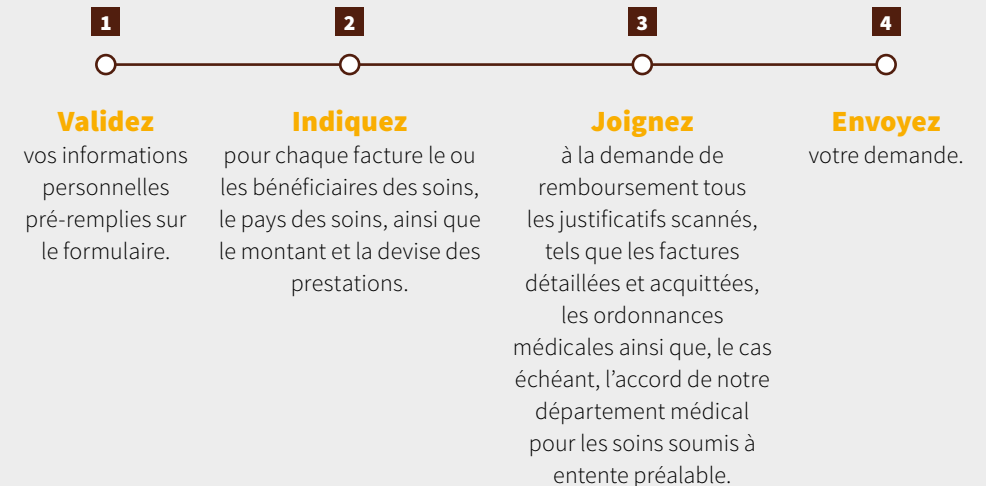 1
Validez
vos informations
personnelles
pré-remplies sur
le formulaire.
2
Indiquez
pour chaque facture le ou
les bénéficiaires des soins,
le pays des soins, ainsi que
le montant et la devise des
prestations.
3
Joignez
à la demande de
remboursement tous
les justificatifs scannés,
tels que les factures
détaillées et acquittées,
les ordonnances
médicales ainsi que, le cas
échéant, l’accord de notre
département médical
pour les soins soumis à
entente préalable.
4
Envoyez
votre demande.